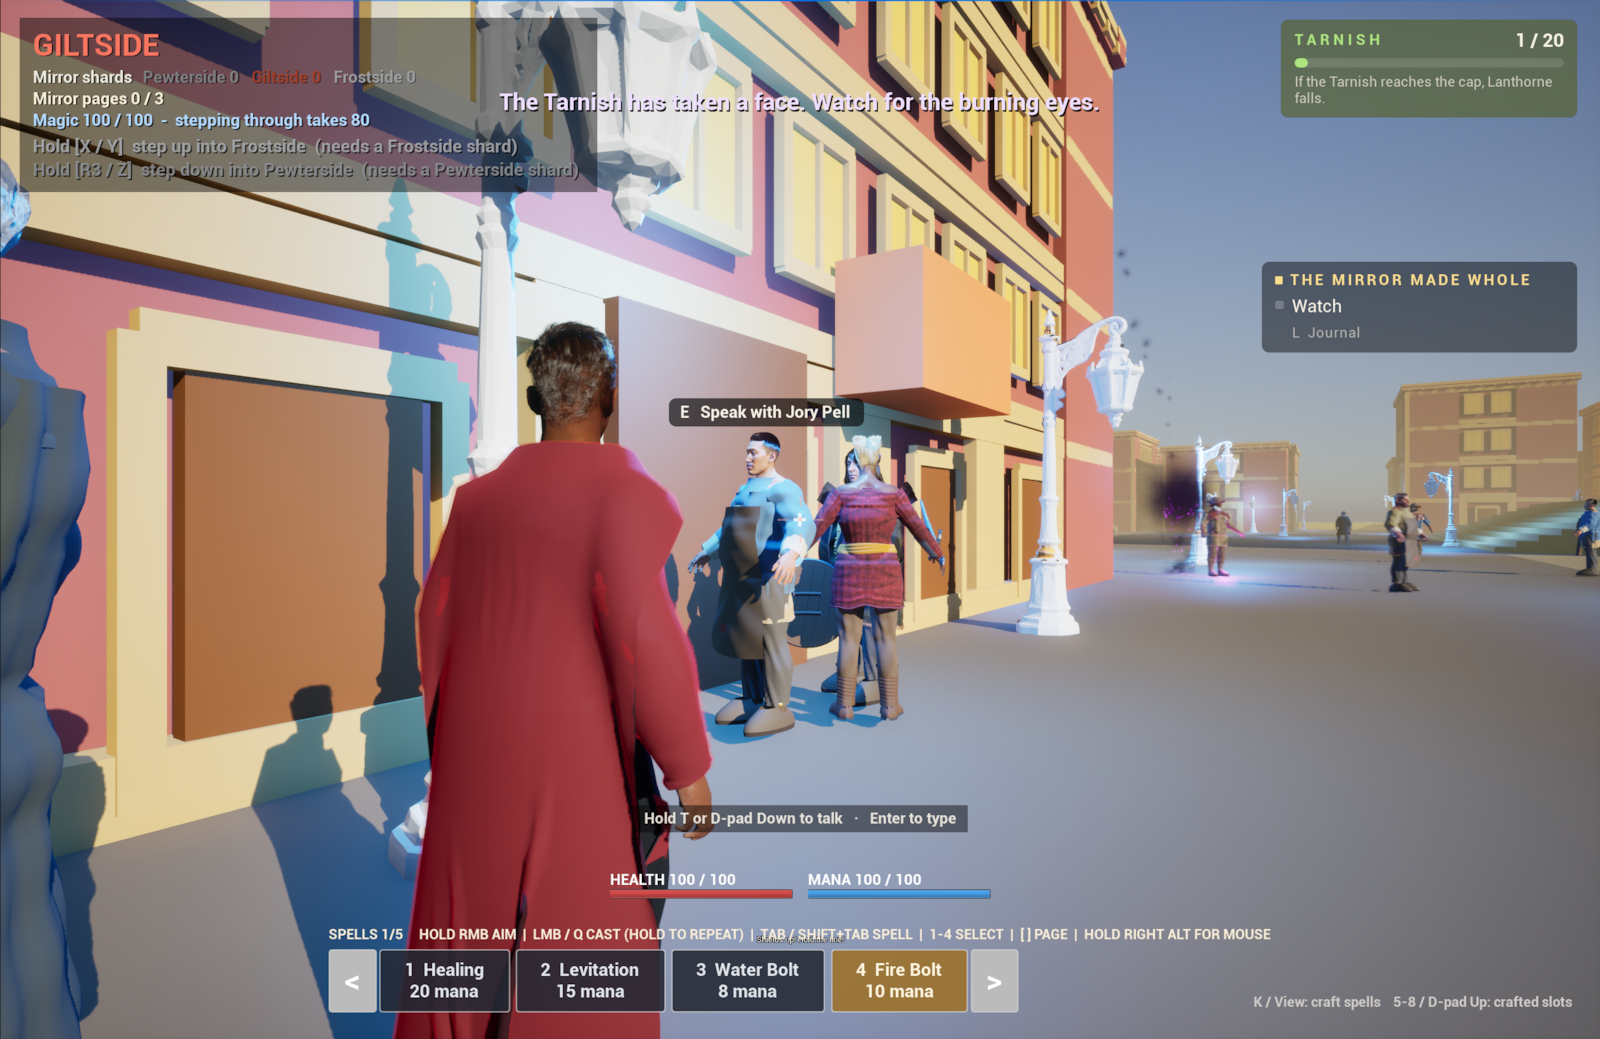 GILTSIDE
Mirror shards Pewterside 0 Giltside 0 Frostside 0
Mirror pages 0 / 3
Magic 100 / 100 - stepping through takes 80
Hold [X / Y] step up into Frostside (needs a Frostside shard)
Hold [R3 / Z] step down into Pewterside (needs a Pewterside shard)
The Tarnish has taken a face. Watch for the burning eyes.
TARNISH 1 / 20
If the Tarnish reaches the cap, Lanthorne
falls.
THE MIRROR MADE WHOLE
Watch
L Journal
E Speak with Jory Pell
Hold T or D-pad Down to talk · Enter to type
HEALTH 100 / 100 MANA 100 / 100
SPELLS 1/5 HOLD RMB AIM | LMB / Q CAST (HOLD TO REPEAT) | TAB / SHIFT+TAB SPELL | 1-4 SELECT | [ ] PAGE | HOLD RIGHT ALT FOR MOUSE
< 1 Healing 2 Levitation 3 Water Bolt 4 Fire Bolt >
20 mana 15 mana 8 mana 10 mana
K / View: craft spells 5-8 / D-pad Up: crafted slots